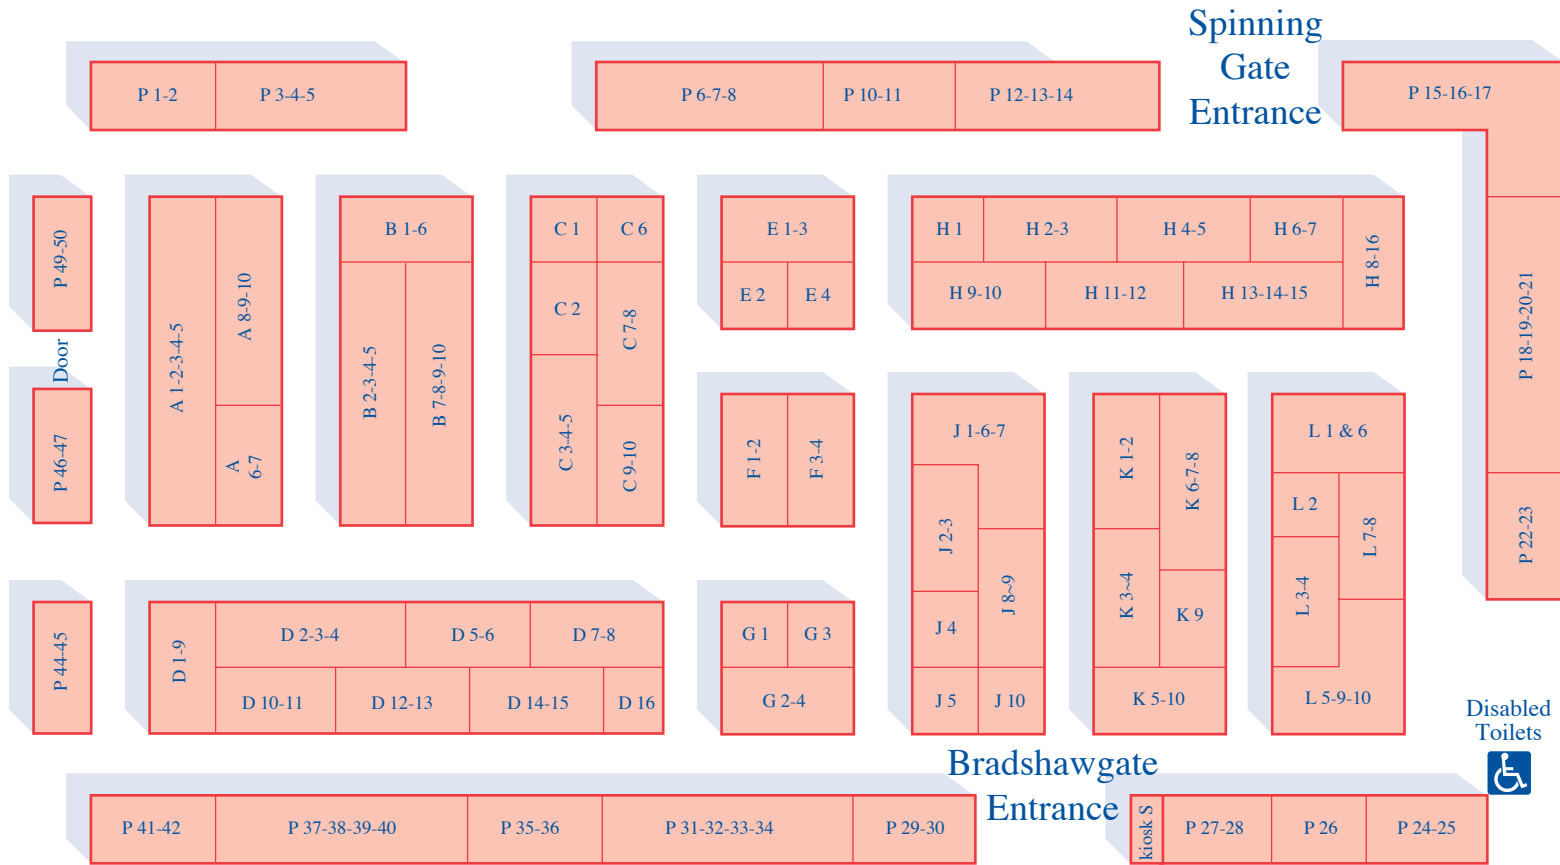 Spinning
Gate
Entrance
P 1-2
P 3-4-5
P 6-7-8
P 10-11
P 12-13-14
P 15-16-17
P 49-50
A 1-2-3-4-5
A 8-9-10
B 1-6
C 1
C 6
E 1-3
H 1
H 2-3
H 4-5
H 6-7
H 8-16
C 2
C 7-8
E 2
E 4
H 9-10
H 11-12
H 13-14-15
P 18-19-20-21
Door
B 2-3-4-5
B 7-8-9-10
P 46-47
A
6-7
C 3-4-5
C 9-10
F 1-2
F 3-4
J 1-6-7
K 1-2
K 6-7-8
L 1 & 6
J 2-3
L 2
L 7-8
P 22-23
J 8~9
K 3~4
L 3-4
K 9
J 4
P 44-45
D 1-9
D 2-3-4
D 5-6
D 7-8
G 1
G 3
D 10-11
D 12-13
D 14-15
D 16
G 2-4
J 5
J 10
K 5-10
L 5-9-10
Disabled
Toilets
Bradshawgate
Entrance
P 41-42
P 37-38-39-40
P 35-36
P 31-32-33-34
P 29-30
kiosk S
P 27-28
P 26
P 24-25